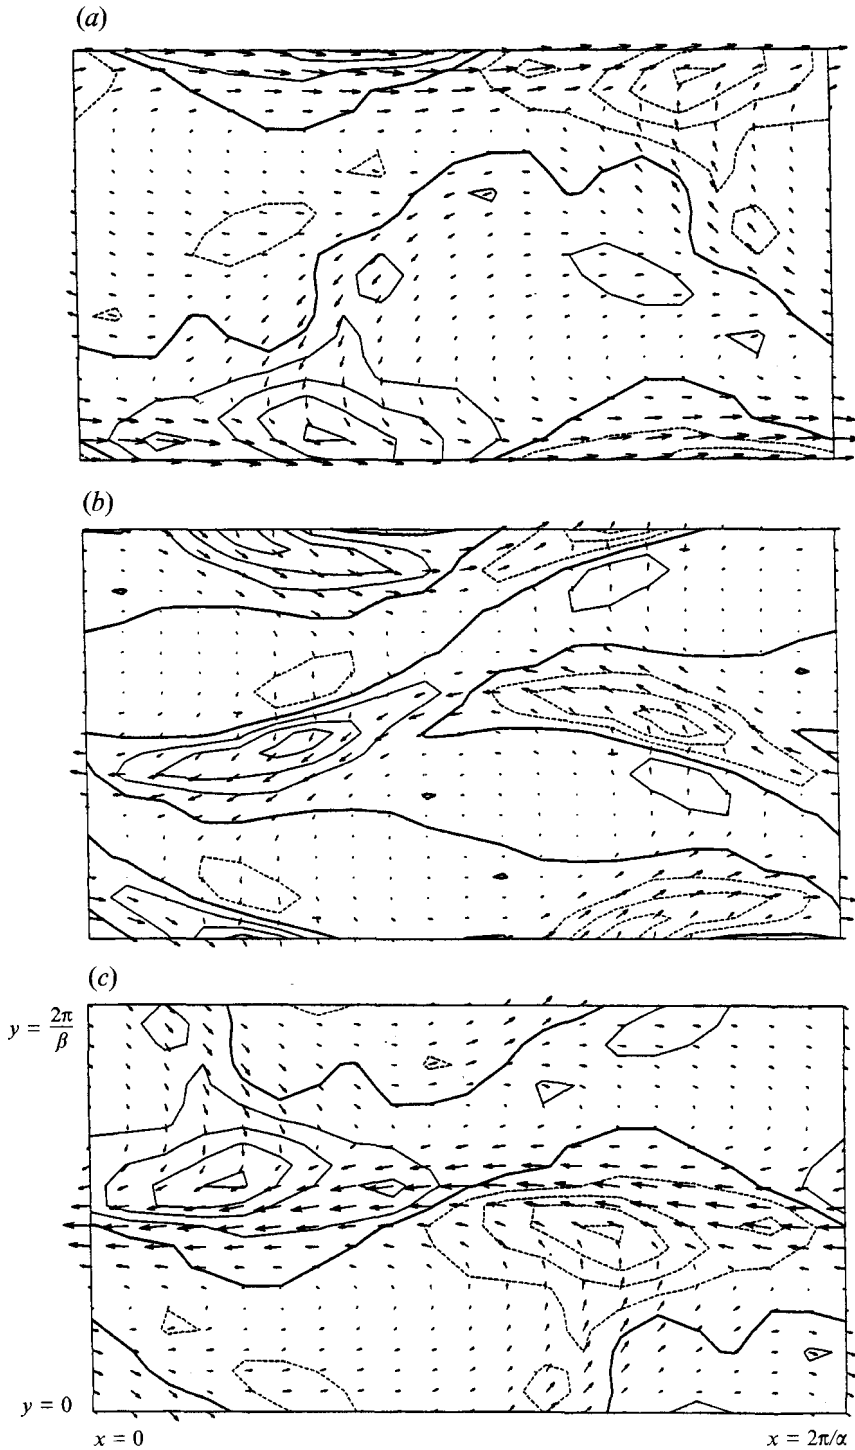 (a)
(b)
(c)
y = 2π/β
y = 0
x = 0
x = 2π/α